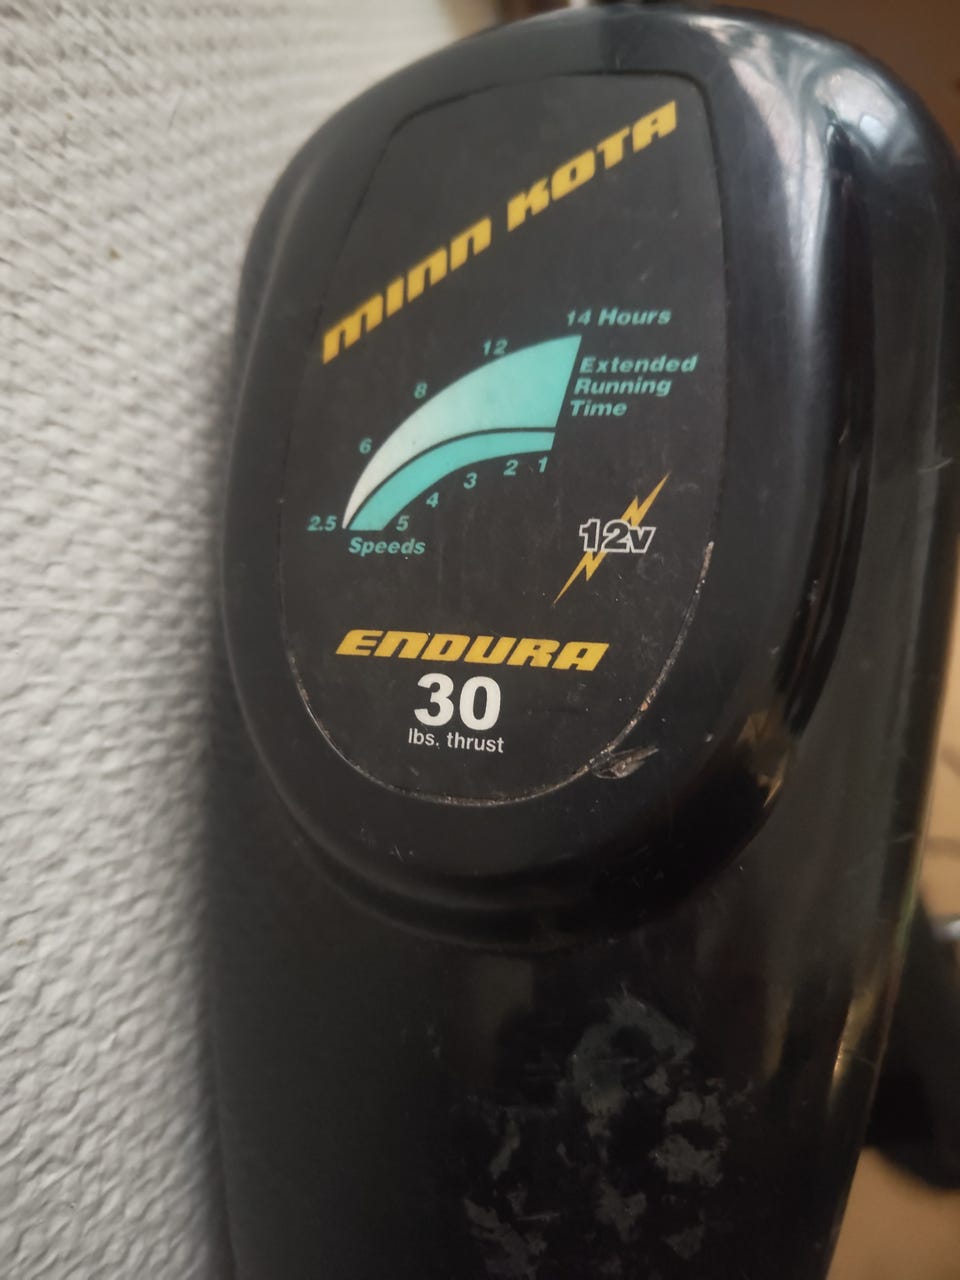 MINN KOTA
14 Hours
12
8
6
2.5
Extended
Running
Time
1
2
3
4
5
Speeds
12v
ENDURA
30
lbs. thrust